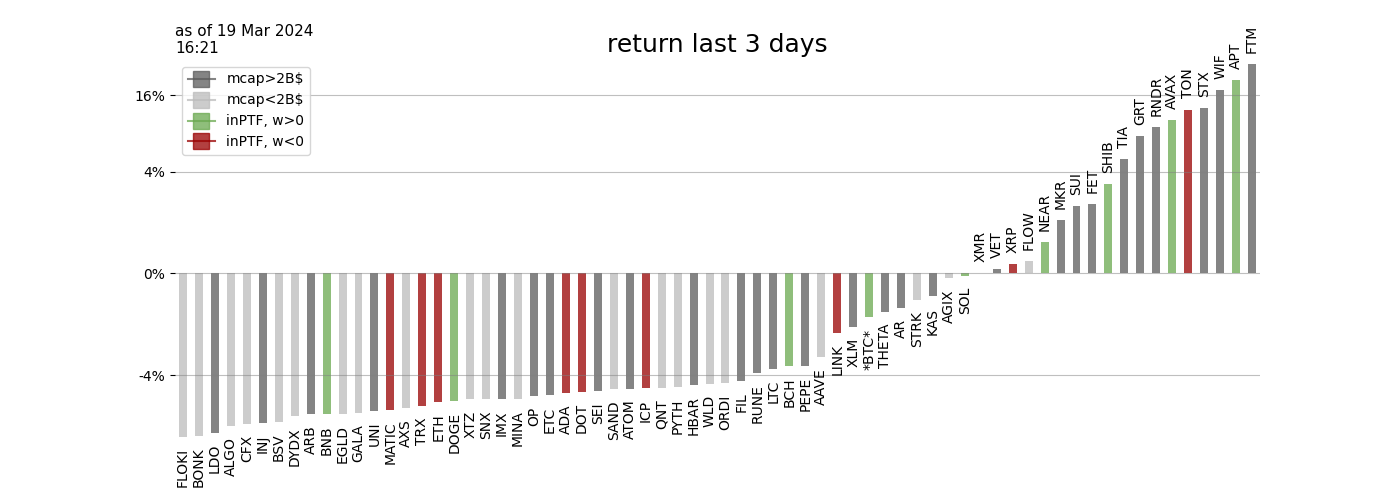 as of 19 Mar 2024
16:21
return last 3 days
mcap>2B$
mcap<2B$
inPTF, w>0
inPTF, w<0
16%
4%
0%
-4%
FLOKI
BONK
LDO
ALGO
CFX
INJ
BSV
DYDX
ARB
BNB
EGLD
GALA
UNI
MATIC
AXS
TRX
ETH
DOGE
XTZ
SNX
IMX
MINA
OP
ETC
ADA
DOT
SEI
SAND
ATOM
ICP
QNT
PYTH
HBAR
WLD
ORDI
FIL
RUNE
LTC
BCH
PEPE
AAVE
LINK
XLM
*BTC*
THETA
AR
STRK
KAS
AGIX
SOL
XMR
VET
XRP
FLOW
NEAR
MKR
SUI
FET
SHIB
TIA
GRT
RNDR
AVAX
TON
STX
WIF
APT
FTM